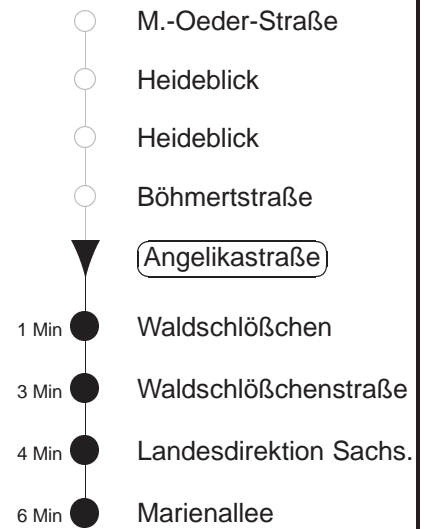 M.-Oeder-Straße
Heideblick
Heideblick
Böhmertstraße
Angelikastraße
1 Min Waldschlößchen
3 Min Waldschlößchenstraße
4 Min Landesdirektion Sachs.
6 Min Marienallee